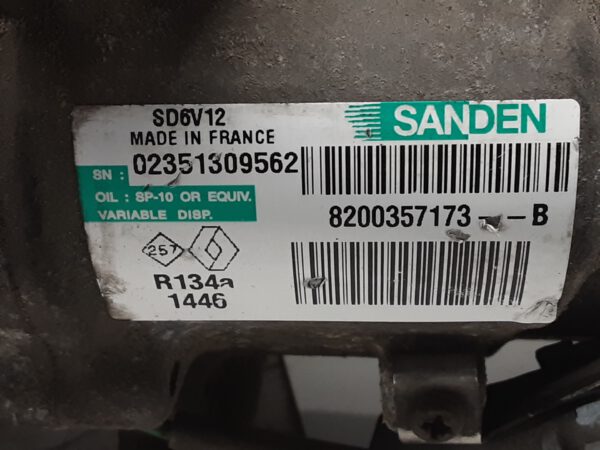 SD6V12
MADE IN FRANCE
SANDEN
SN : 02351309562
OIL : SP-10 OR EQUIV.
VARIABLE DISP.
8200357173--B
257
R134a
1446